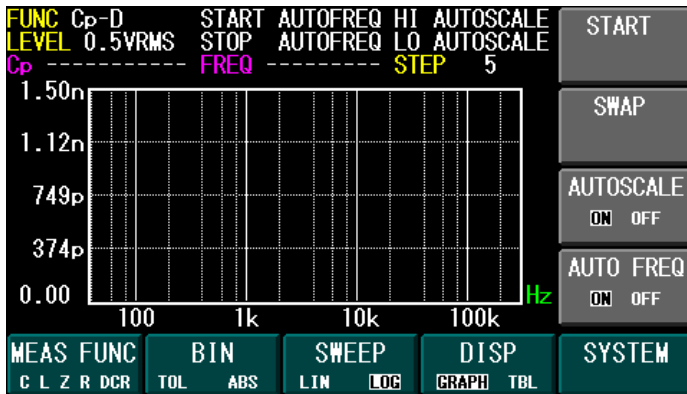 FUNC Cp-D START AUTOFREQ HI AUTOSCALE
LEVEL 0.5VRMS STOP AUTOFREQ LO AUTOSCALE
Cp ----------- FREQ --------- STEP 5
1.50n
1.12n
749p
374p
0.00
Hz
100 1k 10k 100k
START
SWAP
AUTOSCALE
ON OFF
AUTO FREQ
ON OFF
MEAS FUNC BIN SWEEP DISP SYSTEM
C L Z R DCR TOL ABS LIN LOG GRAPH TBL